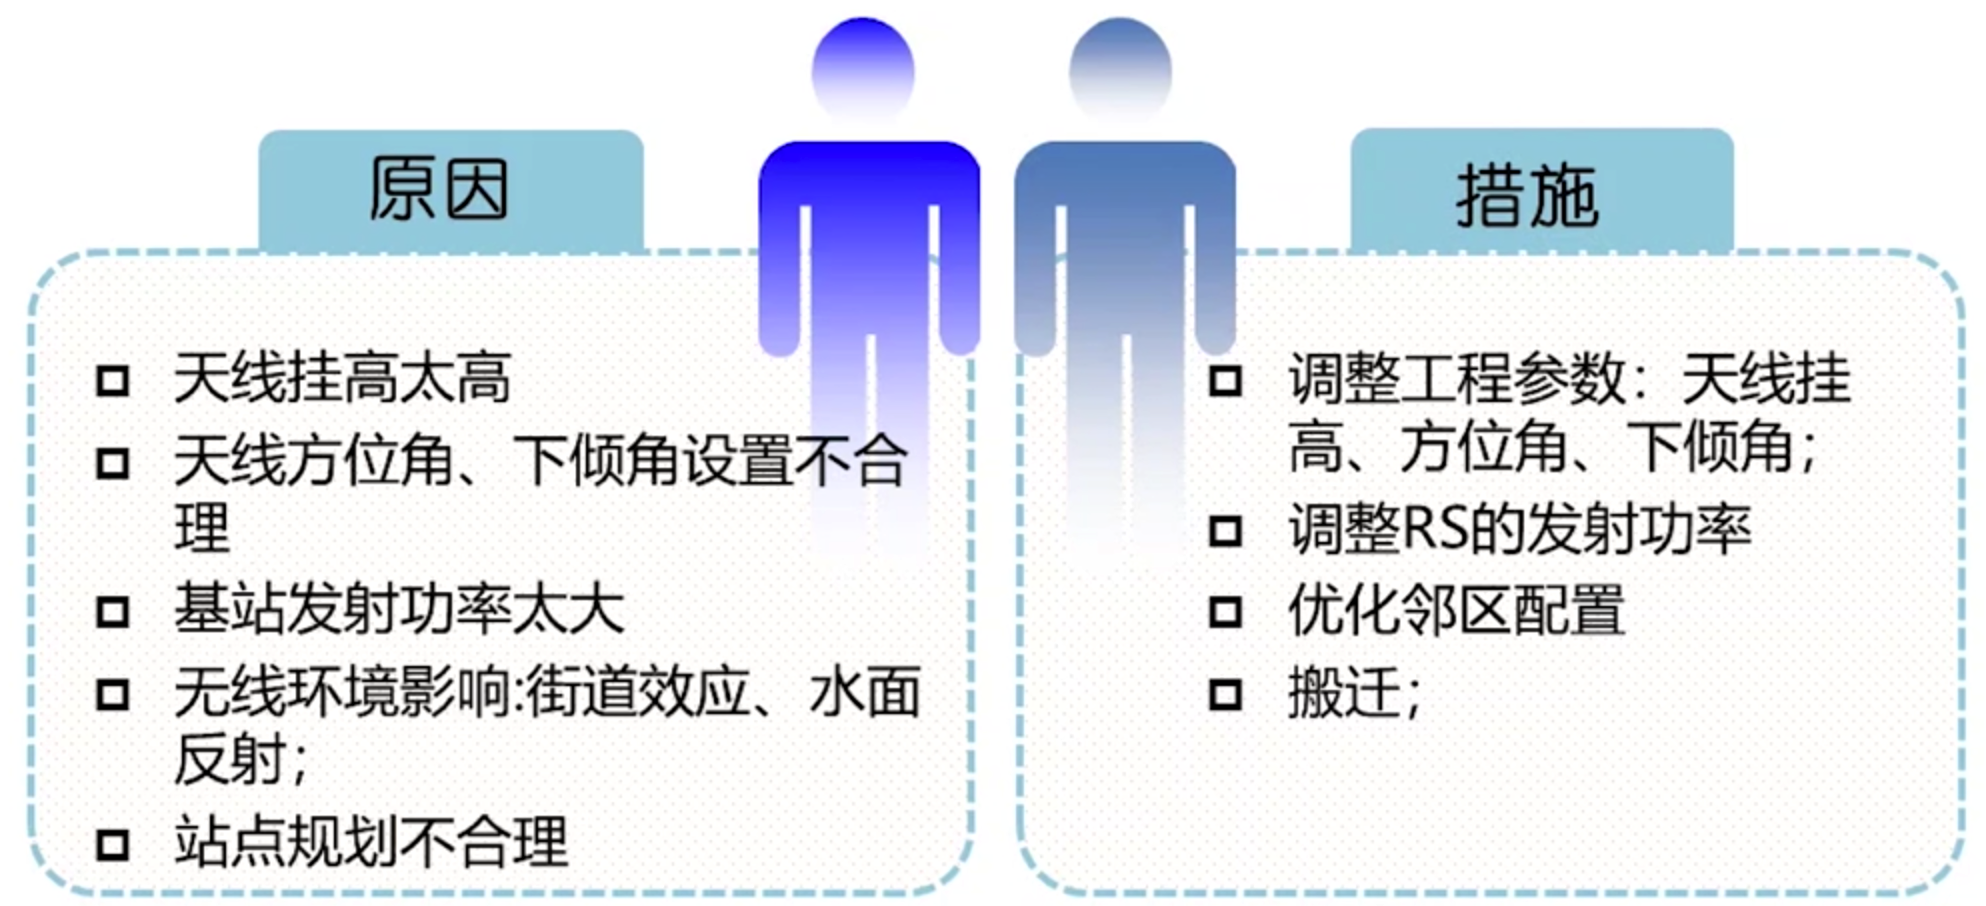 原因
天线挂高太高
天线方位角、下倾角设置不合
理
基站发射功率太大
无线环境影响:街道效应、水面
反射；
站点规划不合理
措施
调整工程参数：天线挂
高、方位角、下倾角；
调整RS的发射功率
优化邻区配置
搬迁；